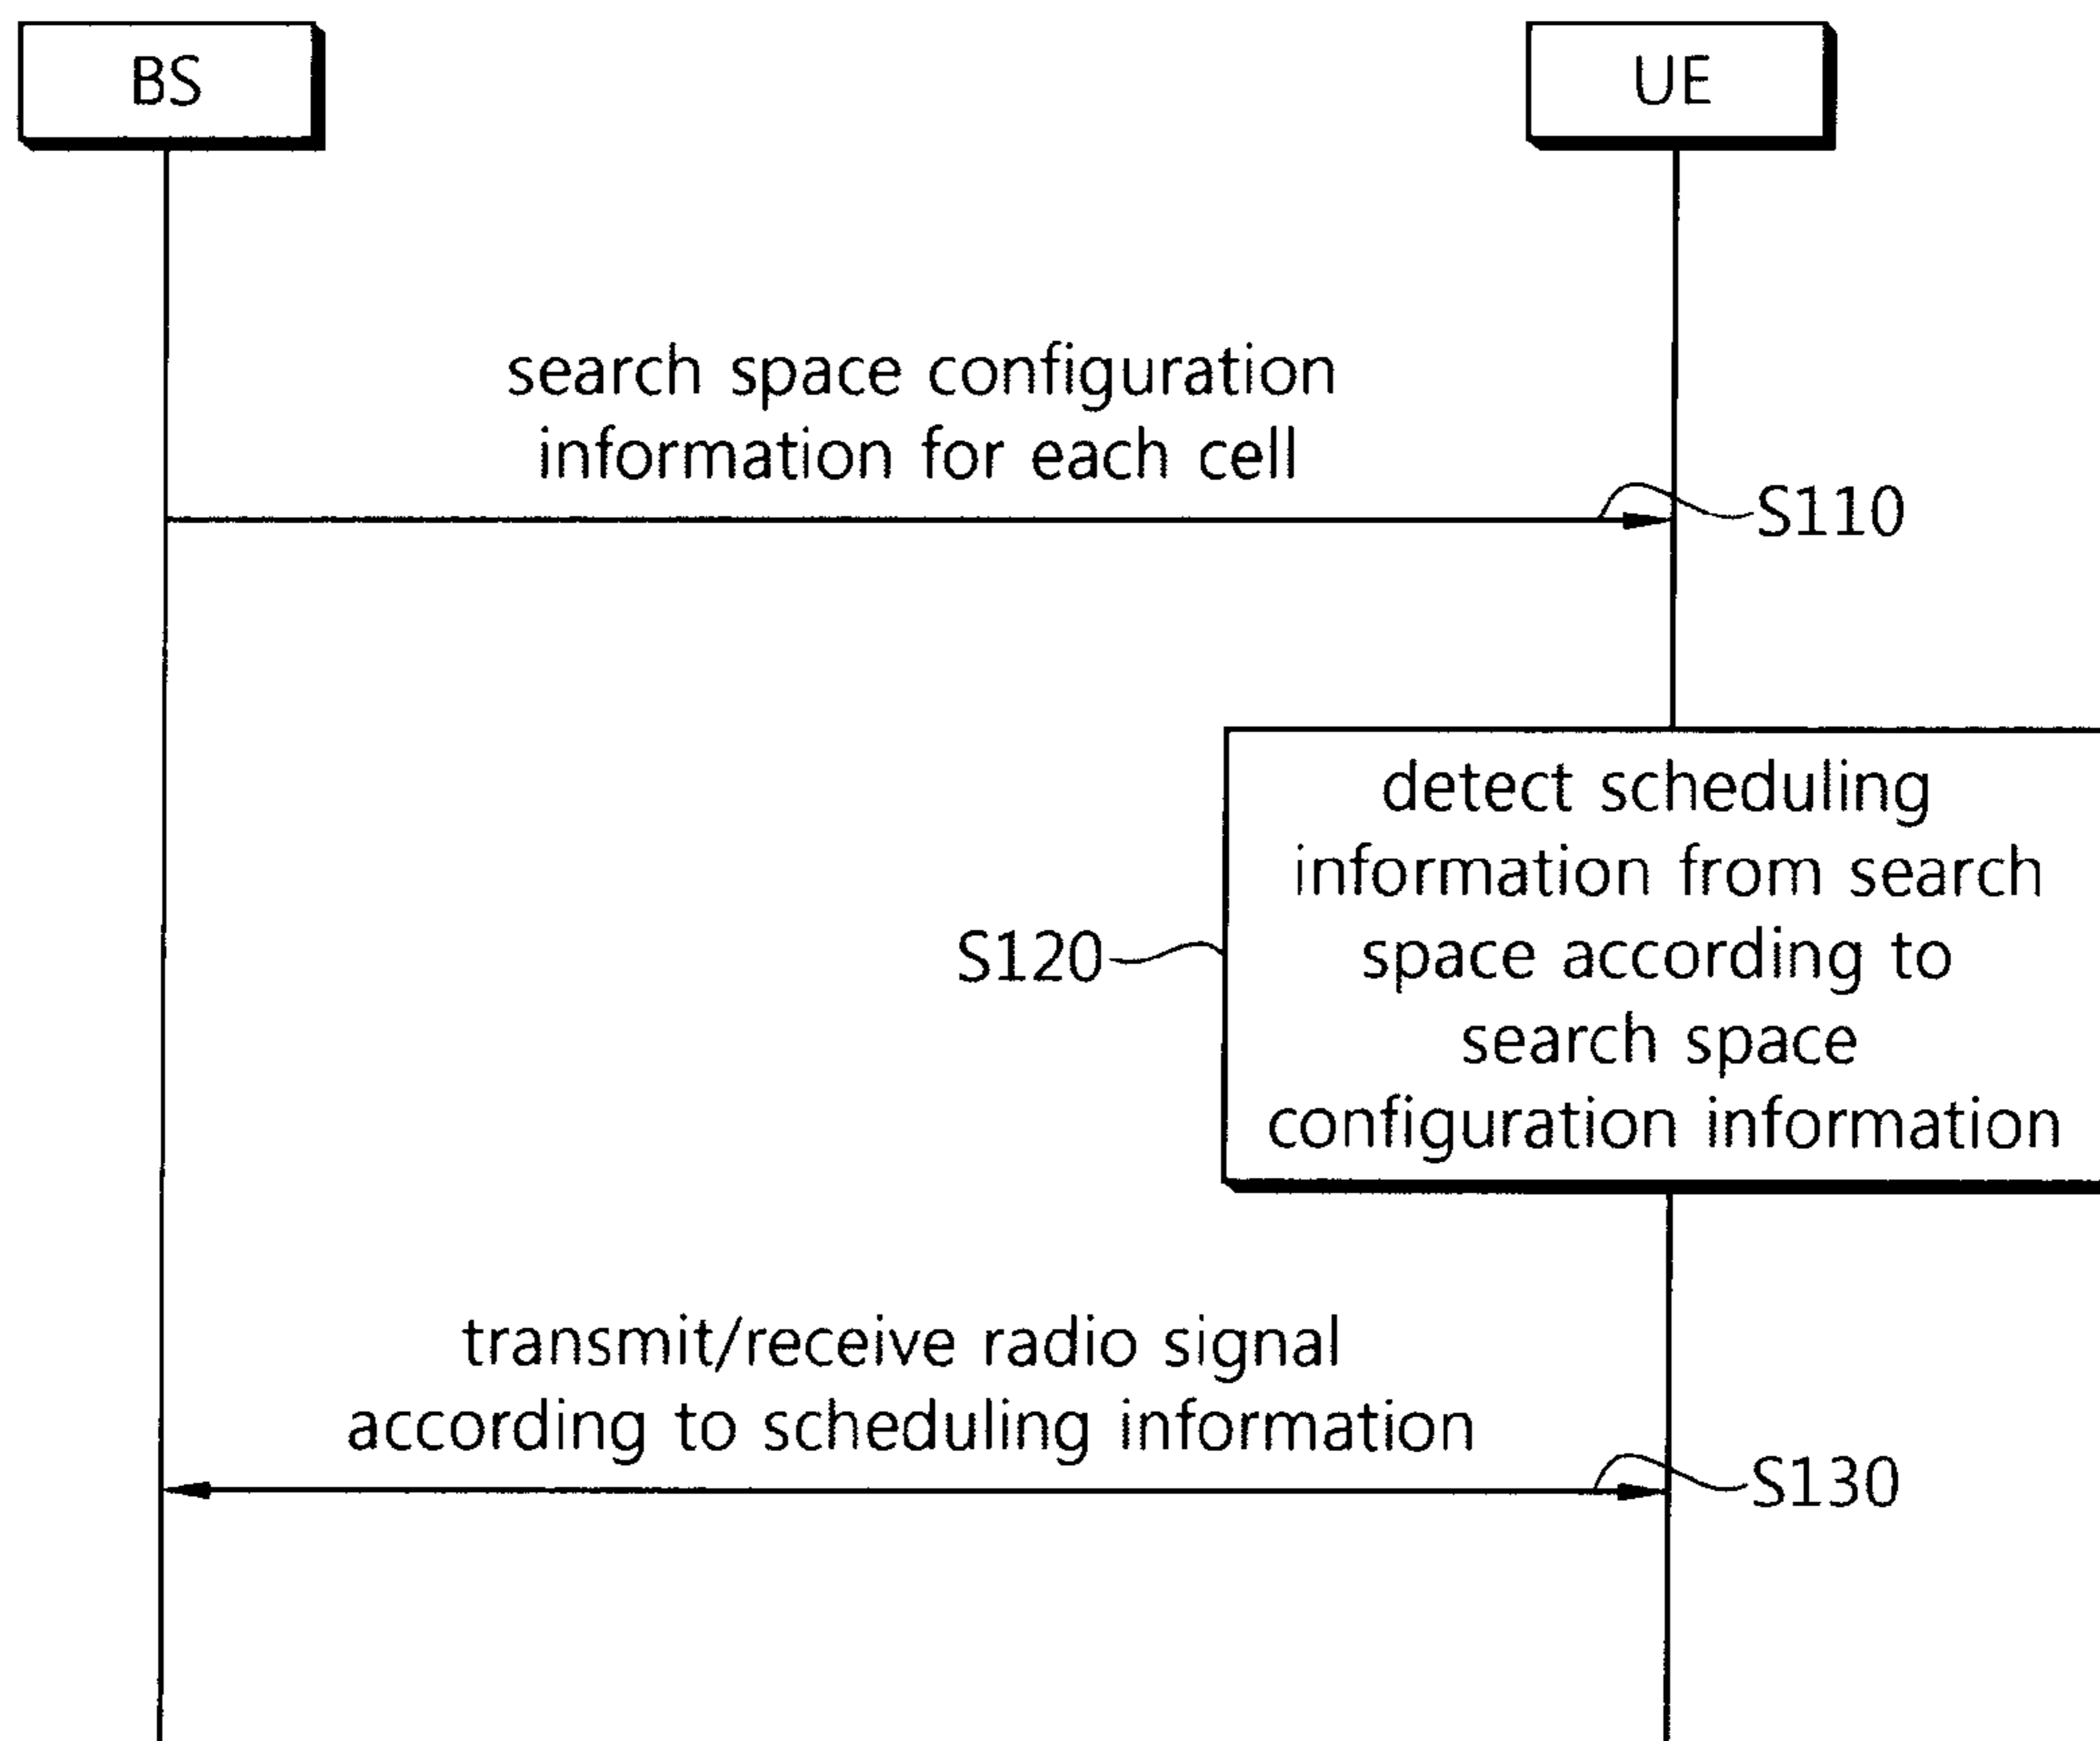 BS
UE
search space configuration
information for each cell
S110
detect scheduling
information from search
space according to
search space
configuration information
S120
transmit/receive radio signal
according to scheduling information
S130